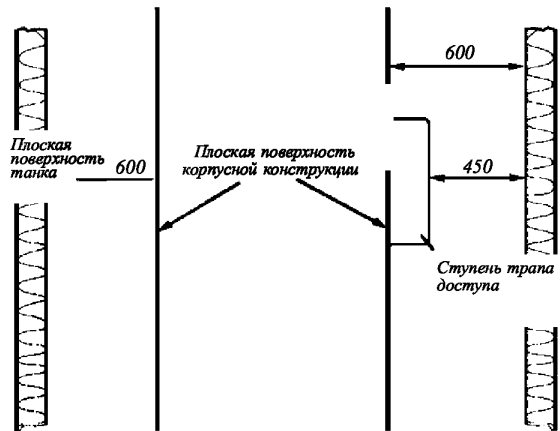 600
Плоская
поверхность
танка
600
Плоская поверхность
корпусной конструкции
450
Ступень трапа
доступа